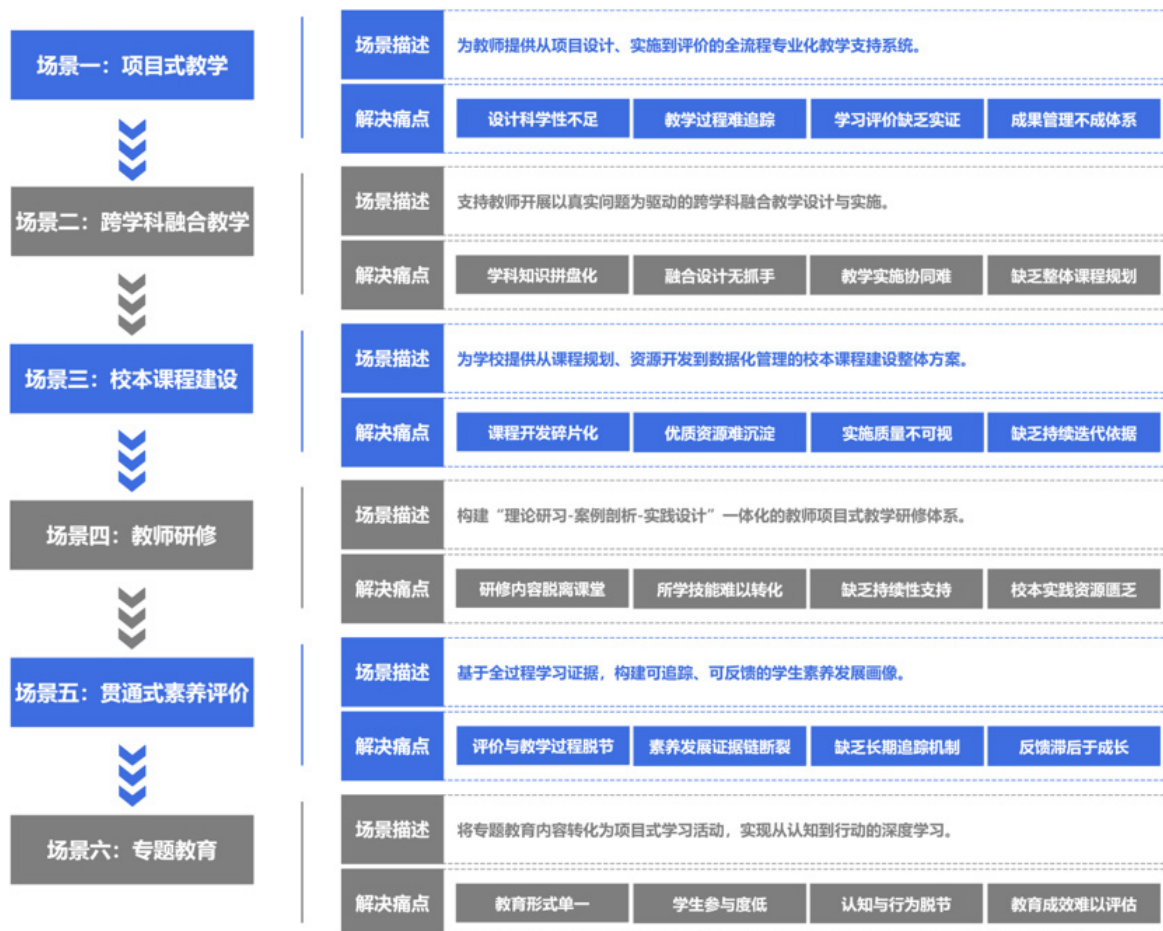 场景一：项目式教学
场景描述
为教师提供从项目设计、实施到评价的全流程专业化教学支持系统。
解决痛点
设计科学性不足
教学过程难追踪
学习评价缺乏实证
成果管理不成体系
场景二：跨学科融合教学
场景描述
支持教师开展以真实问题为驱动的跨学科融合教学设计与实施。
解决痛点
学科知识拼盘化
融合设计无抓手
教学实施协同难
缺乏整体课程规划
场景三：校本课程建设
场景描述
为学校提供从课程规划、资源开发到数据化管理的校本课程建设整体方案。
解决痛点
课程开发碎片化
优质资源难沉淀
实施质量不可视
缺乏持续迭代依据
场景四：教师研修
场景描述
构建“理论研习-案例剖析-实践设计”一体化的教师项目式教学研修体系。
解决痛点
研修内容脱离课堂
所学技能难以转化
缺乏持续性支持
校本实践资源匮乏
场景五：贯通式素养评价
场景描述
基于全过程学习证据，构建可追踪、可反馈的学生素养发展画像。
解决痛点
评价与教学过程脱节
素养发展证据链断裂
缺乏长期追踪机制
反馈滞后于成长
场景六：专题教育
场景描述
将专题教育内容转化为项目式学习活动，实现从认知到行动的深度学习。
解决痛点
教育形式单一
学生参与度低
认知与行为脱节
教育成效难以评估